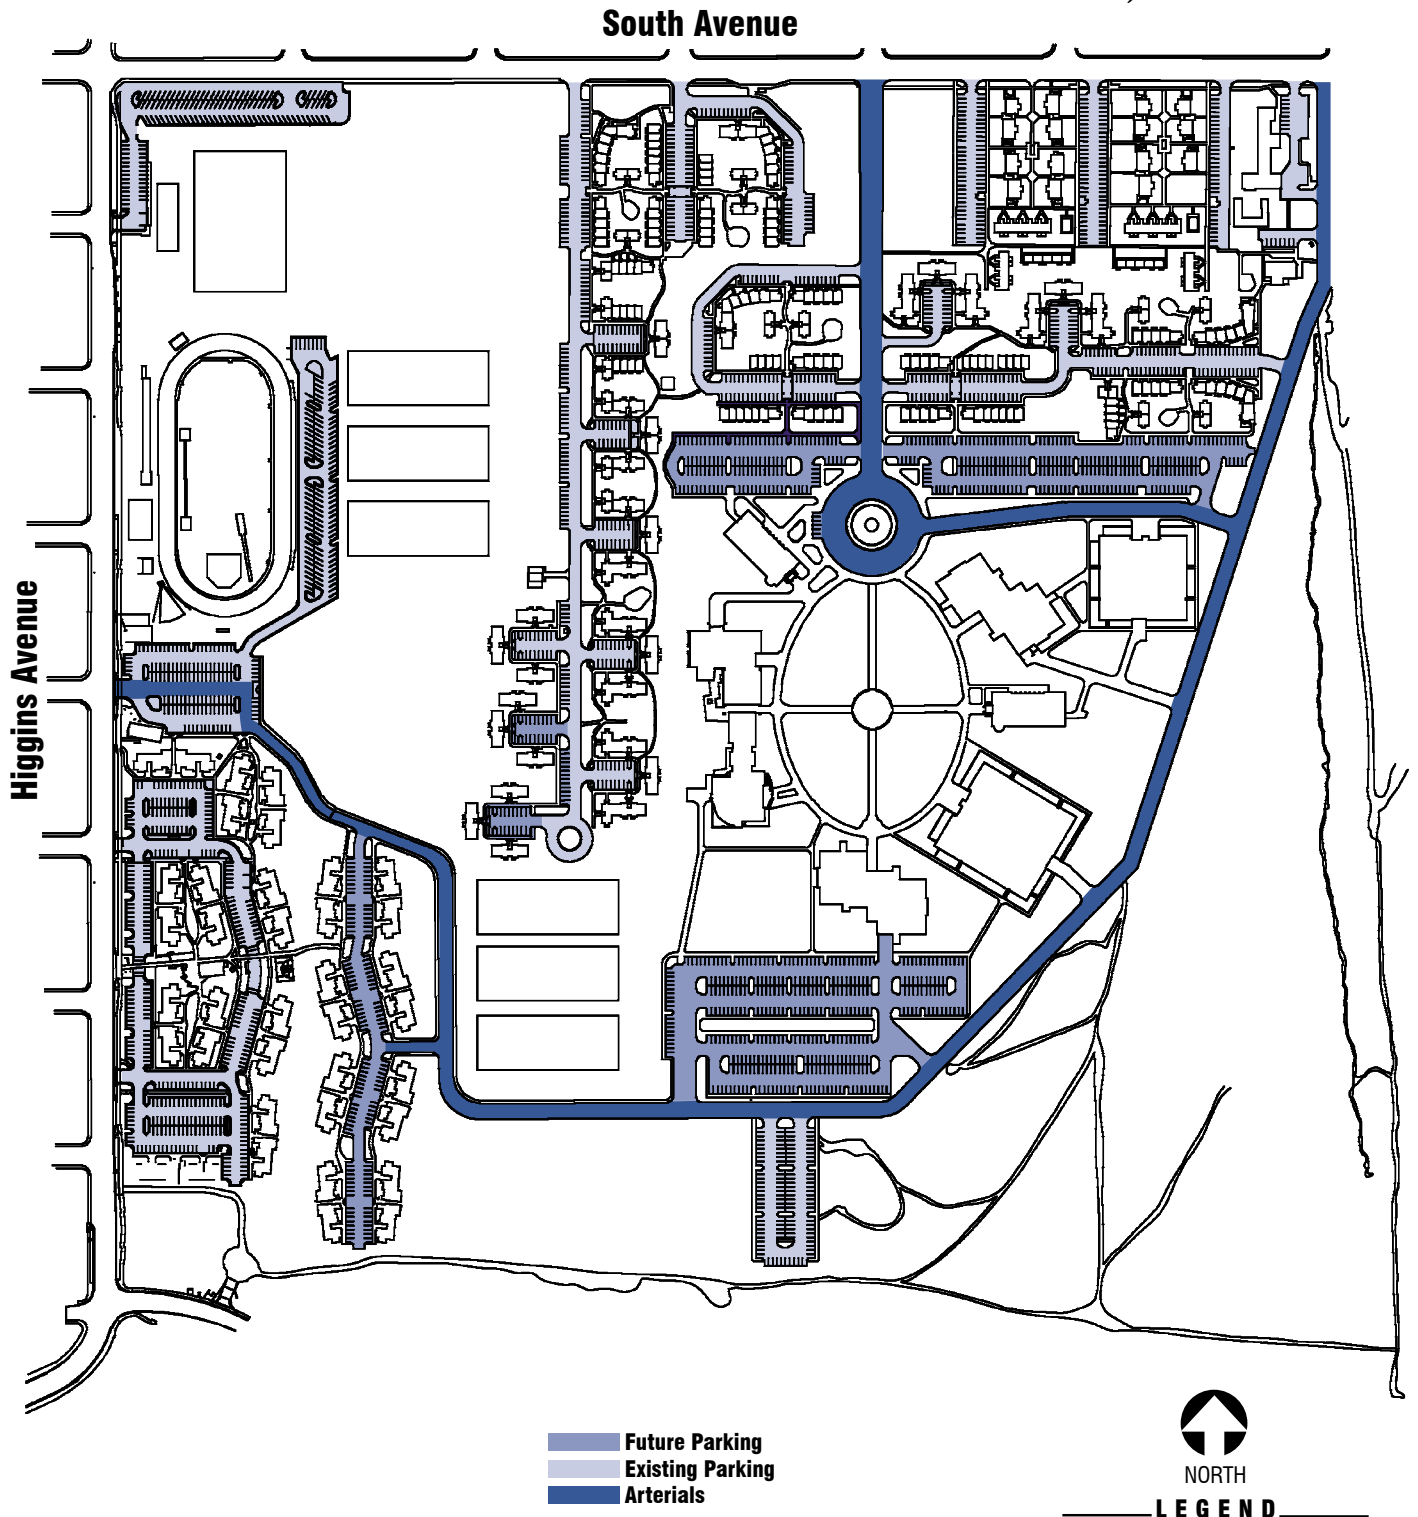 South Avenue
Higgins Avenue
Future Parking
Existing Parking
Arterials
NORTH
LEGEND